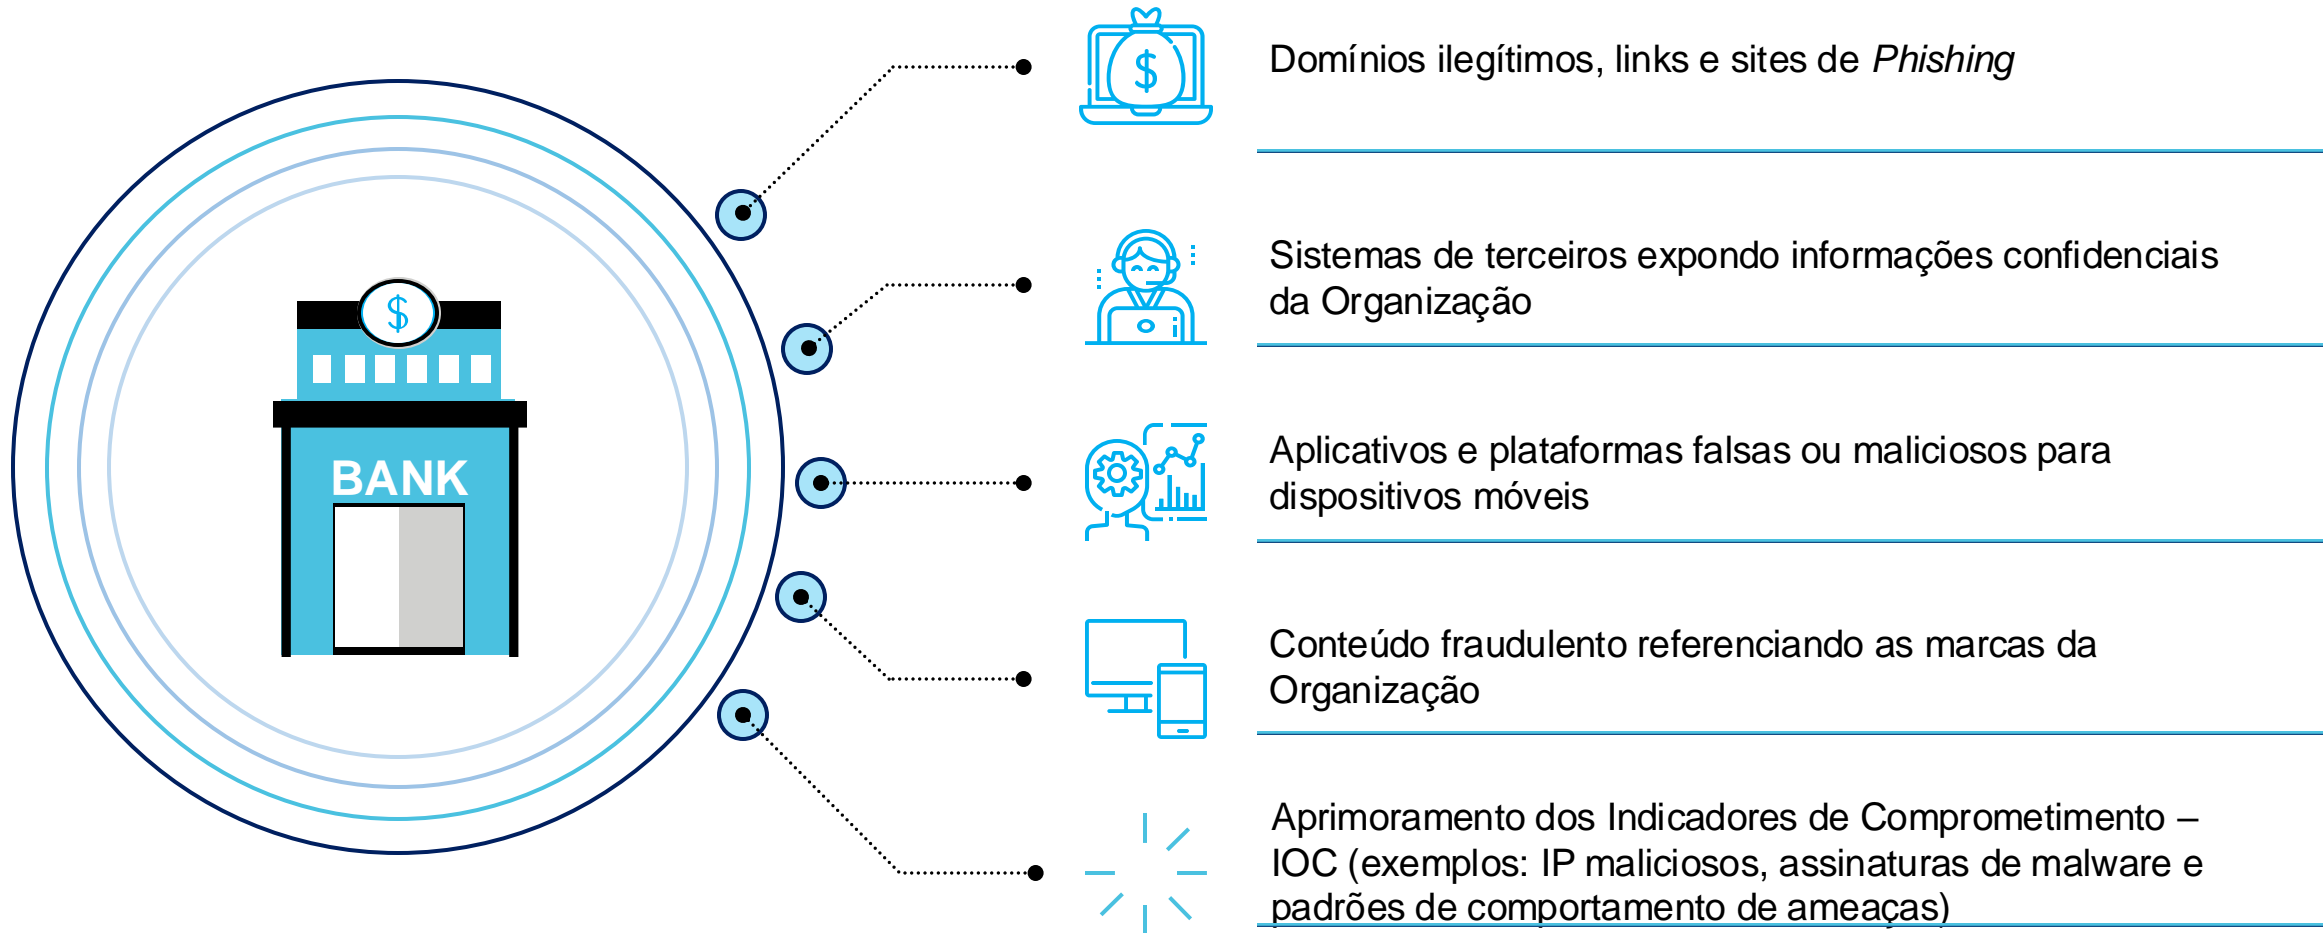 Domínios ilegítimos, links e sites de Phishing
Sistemas de terceiros expondo informações confidenciais
da Organização
$
BANK
Aplicativos e plataformas falsas ou maliciosos para
dispositivos móveis
Conteúdo fraudulento referenciando as marcas da
Organização
Aprimoramento dos Indicadores de Comprometimento –
IOC (exemplos: IP maliciosos, assinaturas de malware e
padrões de comportamento de ameaças)
$